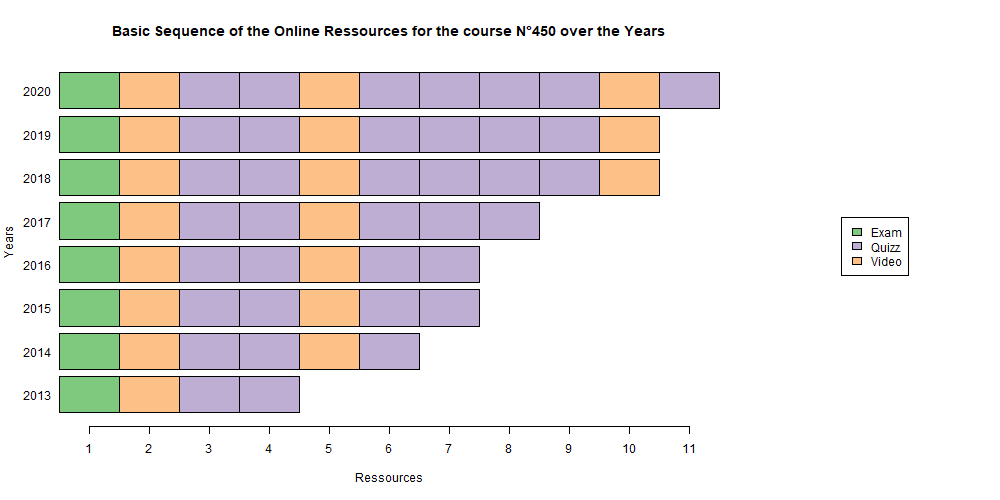 Basic Sequence of the Online Ressources for the course N°450 over the Years
Years
2020
2019
2018
2017
2016
2015
2014
2013
1 2 3 4 5 6 7 8 9 10 11
Ressources
Exam
Quizz
Video